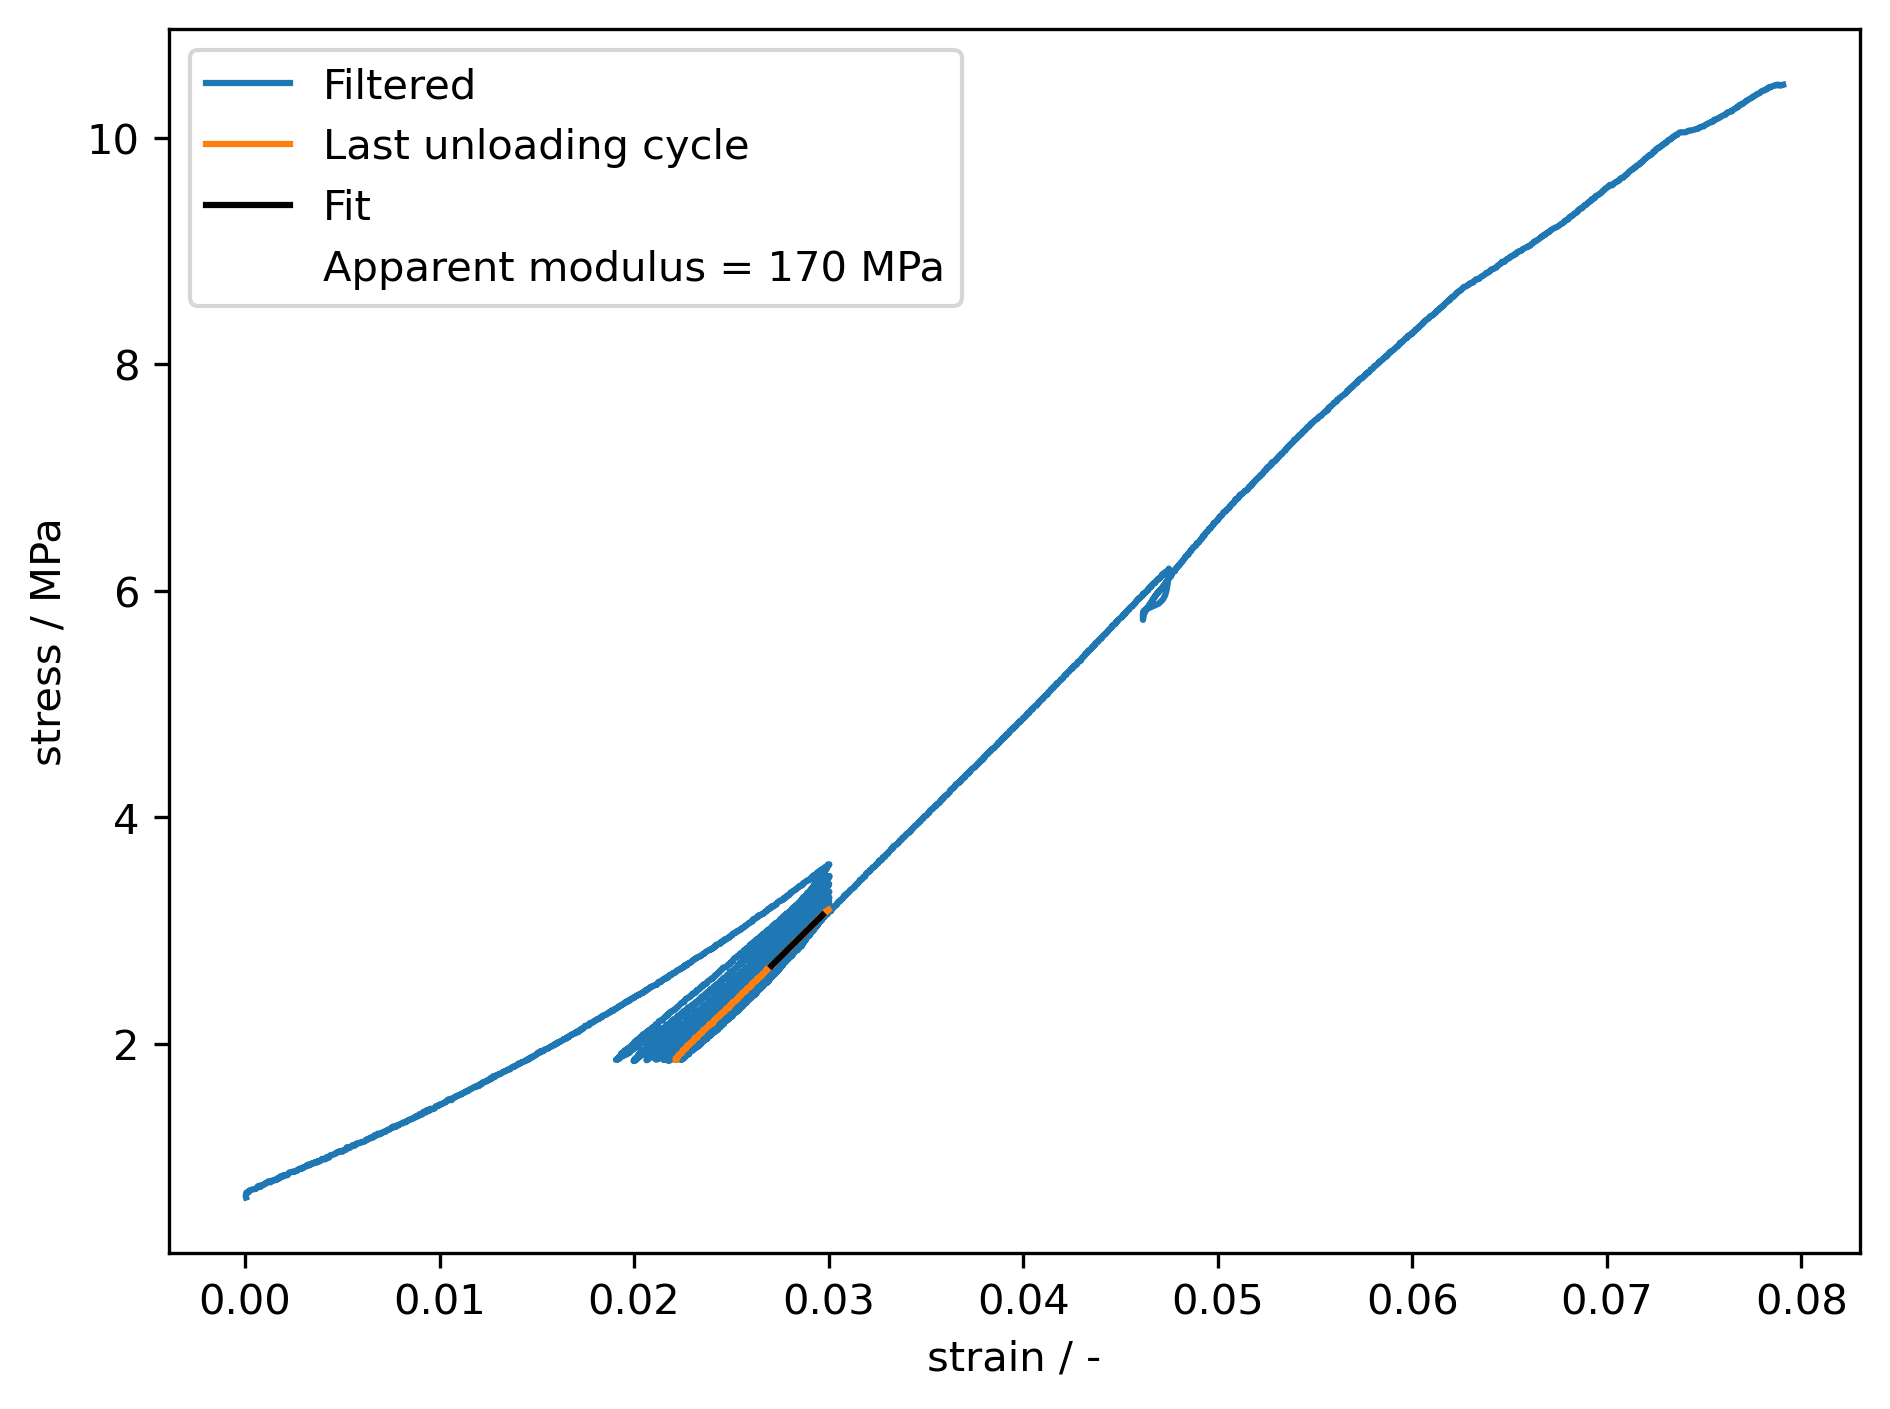 Filtered
Last unloading cycle
Fit
Apparent modulus = 170 MPa
10
8
6
4
2
stress / MPa
0.00 0.01 0.02 0.03 0.04 0.05 0.06 0.07 0.08
strain / -